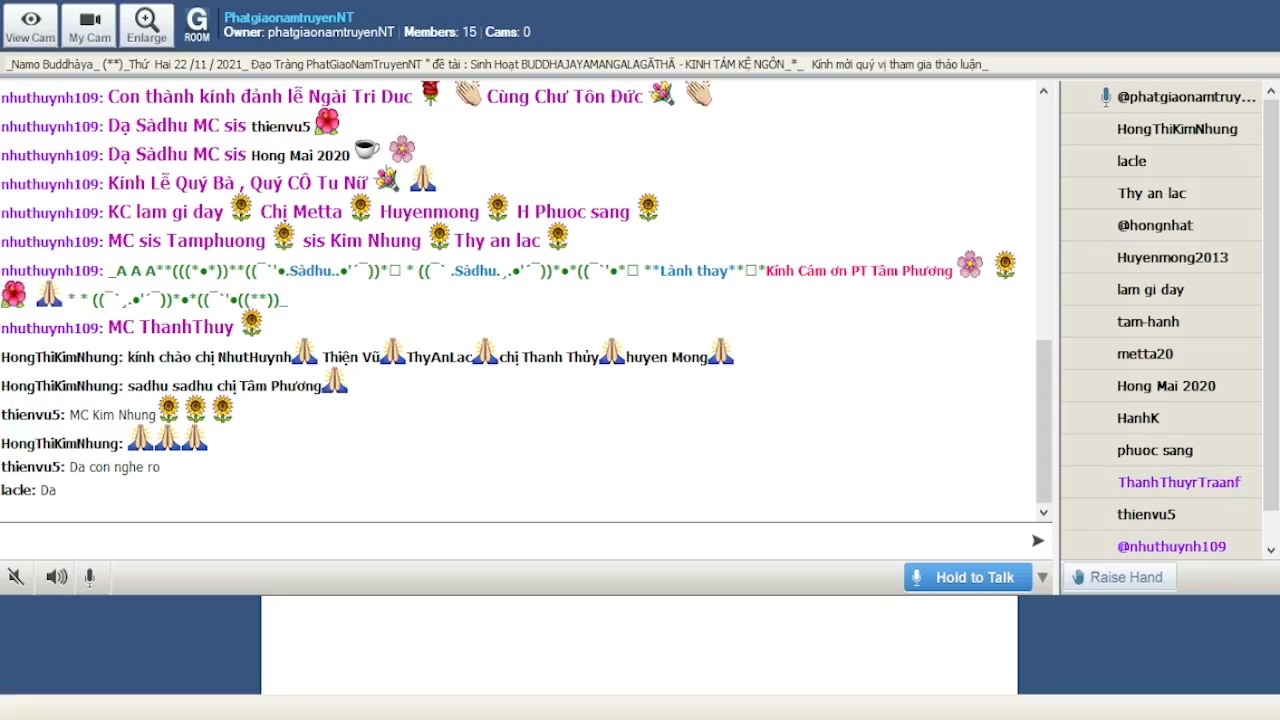 View Cam
My Cam
Enlarge
G
ROOM
PhatgiaonamtruyenNT
Owner: phatgiaonamtruyenNT | Members: 15 | Cams: 0
_Namo Buddhàya_ (**)_Thứ Hai 22 /11 / 2021_ Đạo Tràng PhatGiaoNamTruyenNT " đề tài : Sinh Hoạt BUDDHAJAYAMANGALAGĀTHĀ - KINH TÁM KỆ NGÔN_*_ Kính mời quý vị tham gia thảo luận_
nhuthuynh109: Con thành kính đảnh lễ Ngài Tri Duc 🌹 👏 Cùng Chư Tôn Đức 💐 👏
nhuthuynh109: Dạ Sàdhu MC sis thienvu5 🌺
nhuthuynh109: Dạ Sàdhu MC sis Hong Mai 2020 ☕ 🌸
nhuthuynh109: Kính Lễ Quý Bà , Quý CÔ Tu Nữ 💐 🙏
nhuthuynh109: KC lam gi day 🌻 Chị Metta 🌻 Huyenmong 🌻 H Phuoc sang 🌻
nhuthuynh109: MC sis Tamphuong 🌻 sis Kim Nhung 🌻Thy an lac 🌻
nhuthuynh109: _A A A**(((*•*))**((¯`'•.Sàdhu..•'´¯))*□ * ((¯` .Sàdhu.¸.•'´¯))*•*((¯`'•*□ **Lành thay**□*Kính Cám ơn PT Tâm Phương 🌸 🌻
🌺 🙏 * * ((¯`¸.•'´¯))*•*((¯`'•((**))_
nhuthuynh109: MC ThanhThuy 🌻
HongThiKimNhung: kính chào chị NhutHuynh🙏 Thiện Vũ🙏ThyAnLac🙏chị Thanh Thủy🙏huyen Mong🙏
HongThiKimNhung: sadhu sadhu chị Tâm Phương🙏
thienvu5: MC Kim Nhung🌻🌻🌻
HongThiKimNhung: 🙏🙏🙏
thienvu5: Da con nghe ro
lacle: Da
Hold to Talk
@phatgiaonamtruy...
HongThiKimNhung
lacle
Thy an lac
@hongnhat
Huyenmong2013
lam gi day
tam-hanh
metta20
Hong Mai 2020
HanhK
phuoc sang
ThanhThuyrTraanf
thienvu5
@nhuthuynh109
Raise Hand